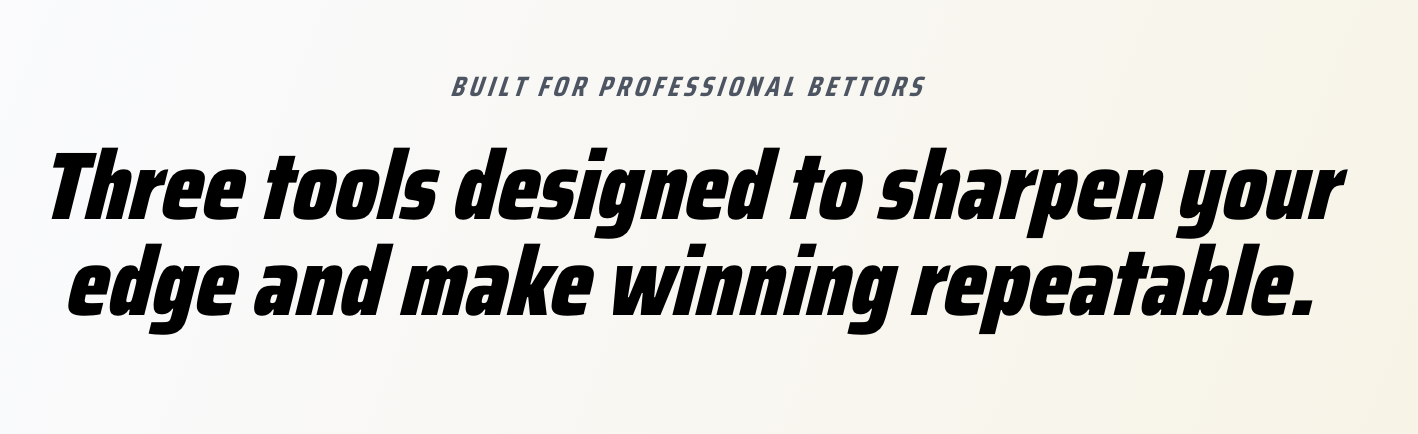 BUILT FOR PROFESSIONAL BETTORS
Three tools designed to sharpen your
edge and make winning repeatable.